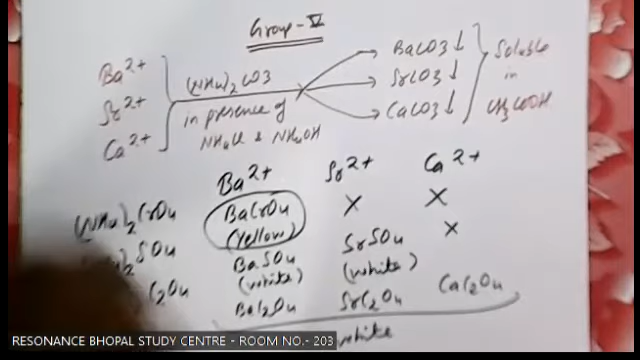 Group-V
Ba2+
Sr2+
Ca2+
(NH4)2CO3
in presence of
NH4Cl & NH4OH
BaCO3↓
SrCO3↓
CaCO3↓
Soluble
in
CH3COOH
Ba2+ Sr2+ Ca2+
(NH4)2CrO4 BaCrO4 X X
(Yellow)
)2SO4 BaSO4 SrSO4 X
(white) (white)
C2O4 BaC2O4 SrC2O4 CaC2O4
white
RESONANCE BHOPAL STUDY CENTRE - ROOM NO.- 203